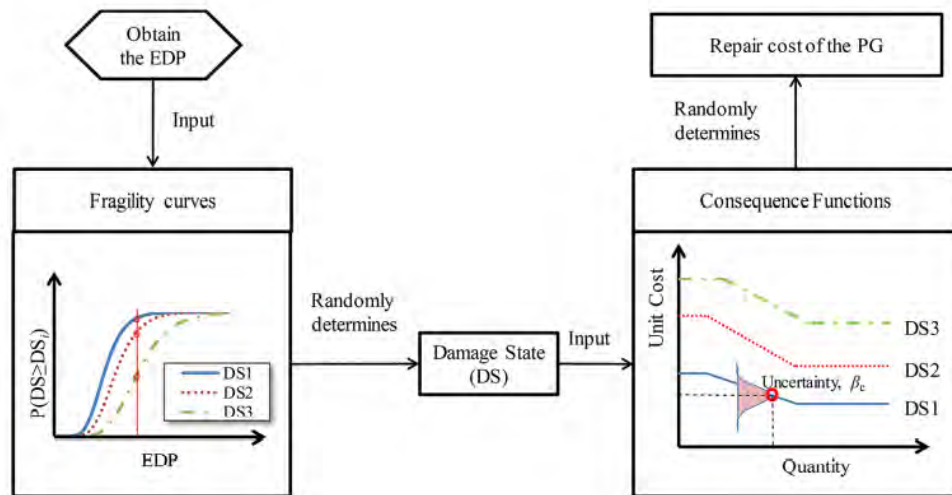 Obtain
the EDP
Input
Fragility curves
P(DS≥DSᵢ)
DS1
DS2
DS3
EDP
Randomly
determines
Damage State
(DS)
Input
Repair cost of the PG
Randomly
determines
Consequence Functions
Unit Cost
DS3
DS2
Uncertainty, βc
DS1
Quantity